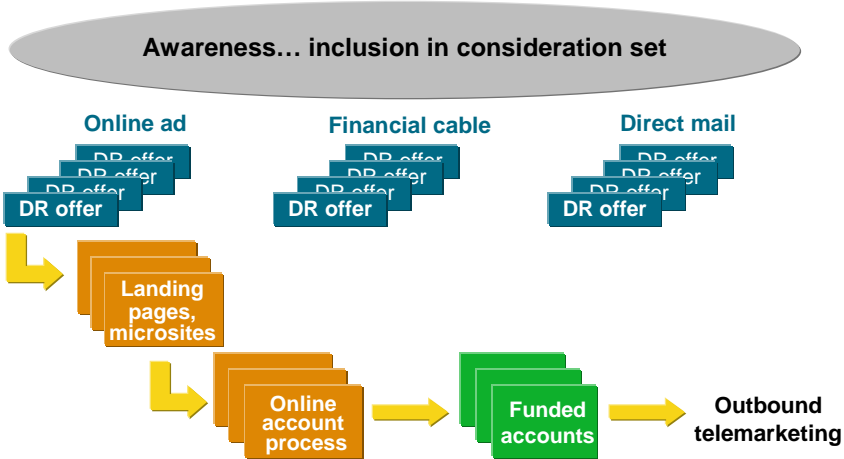 Awareness… inclusion in consideration set
Online ad
Financial cable
Direct mail
DR offer
DR offer
DR offer
DR offer
DR offer
DR offer
DR offer
DR offer
DR offer
DR offer
DR offer
DR offer
Landing
pages,
microsites
Online
account
process
Funded
accounts
Outbound
telemarketing